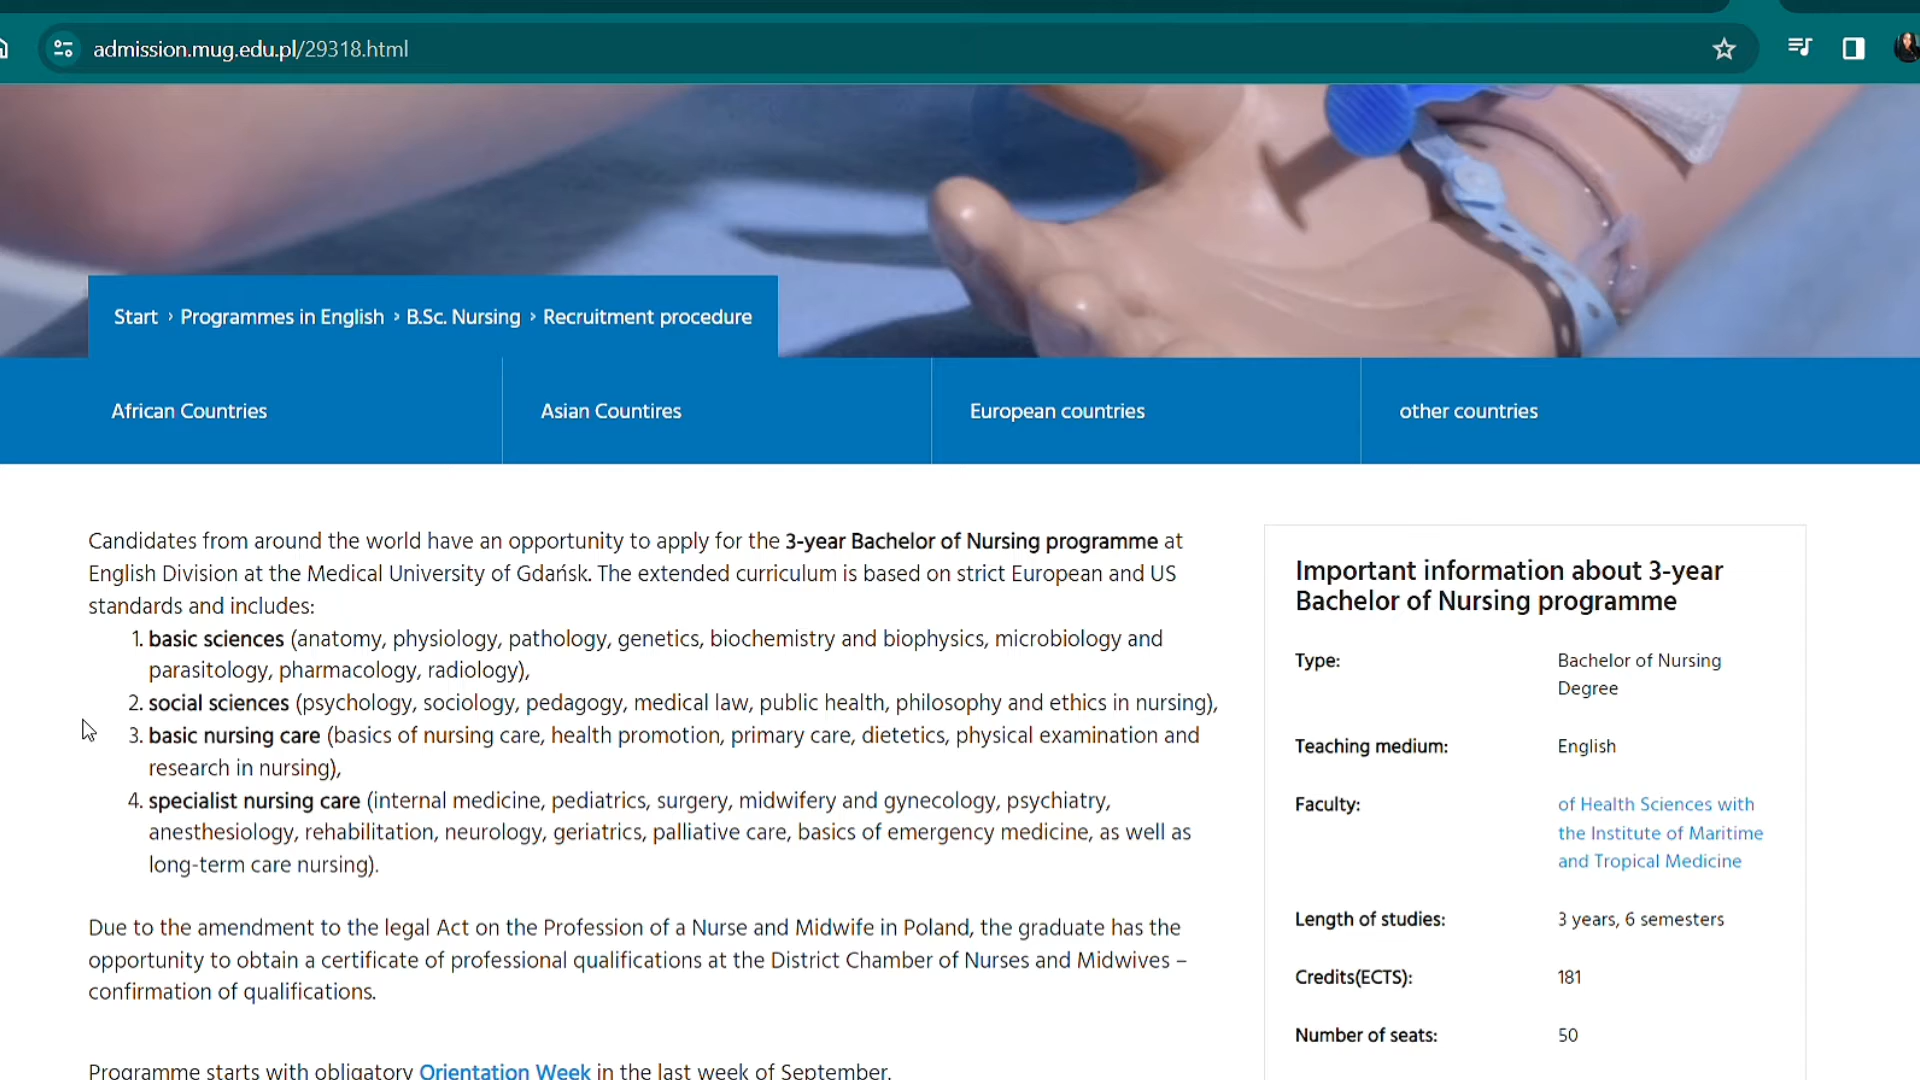 admission.mug.edu.pl/29318.html
Start › Programmes in English › B.Sc. Nursing › Recruitment procedure
African Countries
Asian Countires
European countries
other countries
Candidates from around the world have an opportunity to apply for the 3-year Bachelor of Nursing programme at
English Division at the Medical University of Gdańsk. The extended curriculum is based on strict European and US
standards and includes:
1. basic sciences (anatomy, physiology, pathology, genetics, biochemistry and biophysics, microbiology and
parasitology, pharmacology, radiology),
2. social sciences (psychology, sociology, pedagogy, medical law, public health, philosophy and ethics in nursing),
3. basic nursing care (basics of nursing care, health promotion, primary care, dietetics, physical examination and
research in nursing),
4. specialist nursing care (internal medicine, pediatrics, surgery, midwifery and gynecology, psychiatry,
anesthesiology, rehabilitation, neurology, geriatrics, palliative care, basics of emergency medicine, as well as
long-term care nursing).
Due to the amendment to the legal Act on the Profession of a Nurse and Midwife in Poland, the graduate has the
opportunity to obtain a certificate of professional qualifications at the District Chamber of Nurses and Midwives –
confirmation of qualifications.
Programme starts with obligatory Orientation Week in the last week of September.
Important information about 3-year
Bachelor of Nursing programme
Type: Bachelor of Nursing
Degree
Teaching medium: English
Faculty: of Health Sciences with
the Institute of Maritime
and Tropical Medicine
Length of studies: 3 years, 6 semesters
Credits(ECTS): 181
Number of seats: 50